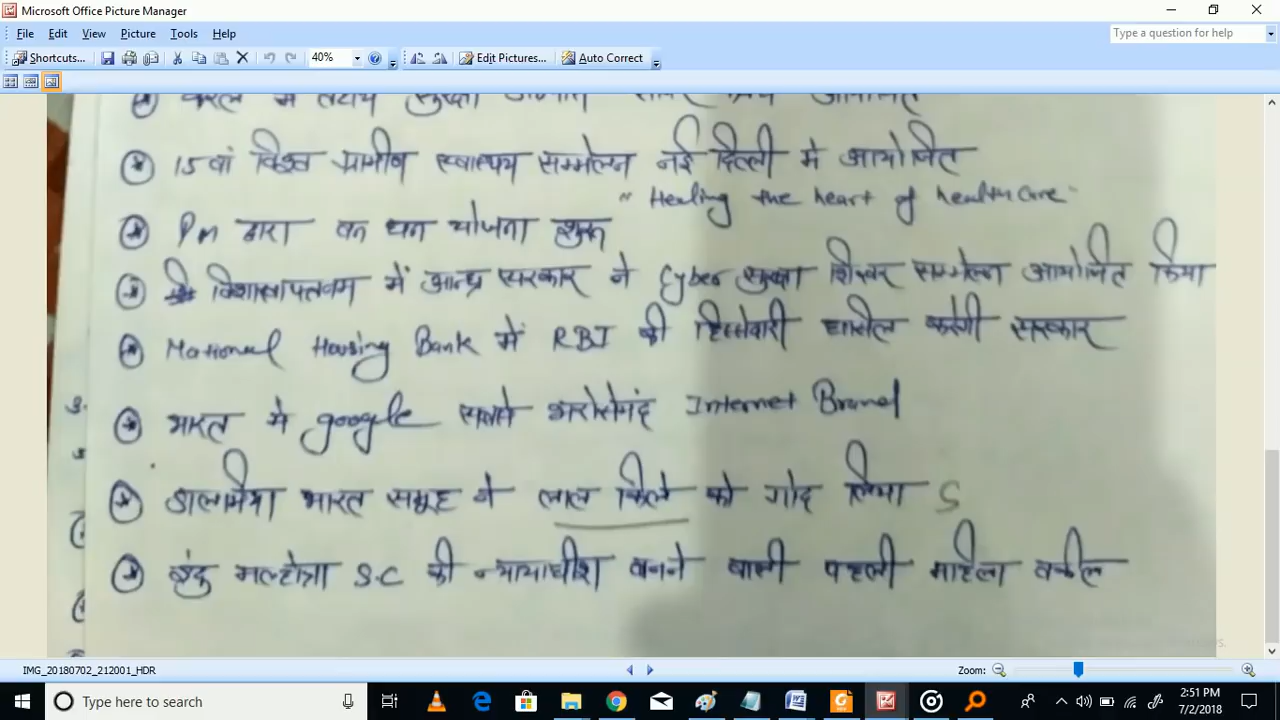 Microsoft Office Picture Manager
File Edit View Picture Tools Help
Type a question for help
Shortcuts... 40% Edit Pictures... Auto Correct
15 वां विश्व ग्रामीण स्वास्थ्य सम्मेलन नई दिल्ली मे आयोजित
"Healing the heart of healthcare"
PM द्वारा वन धन योजना शुरू
विशाखापतनम में आन्ध्र सरकार ने Cyber सुरक्षा शिखर सम्मेलन आयोजित किया
National Housing Bank में RBI की हिस्सेदारी हासिल करेगी सरकार
भारत मे google सबसे भरोसेमंद Internet Brand
डालमिया भारत समूह ने लाल किले को गोद लिया S
इंदु मल्होत्रा S.C की न्यायाधीश बनने वाली पहली महिला वकील
IMG_20180702_212001_HDR
Zoom:
Type here to search
2:51 PM
7/2/2018